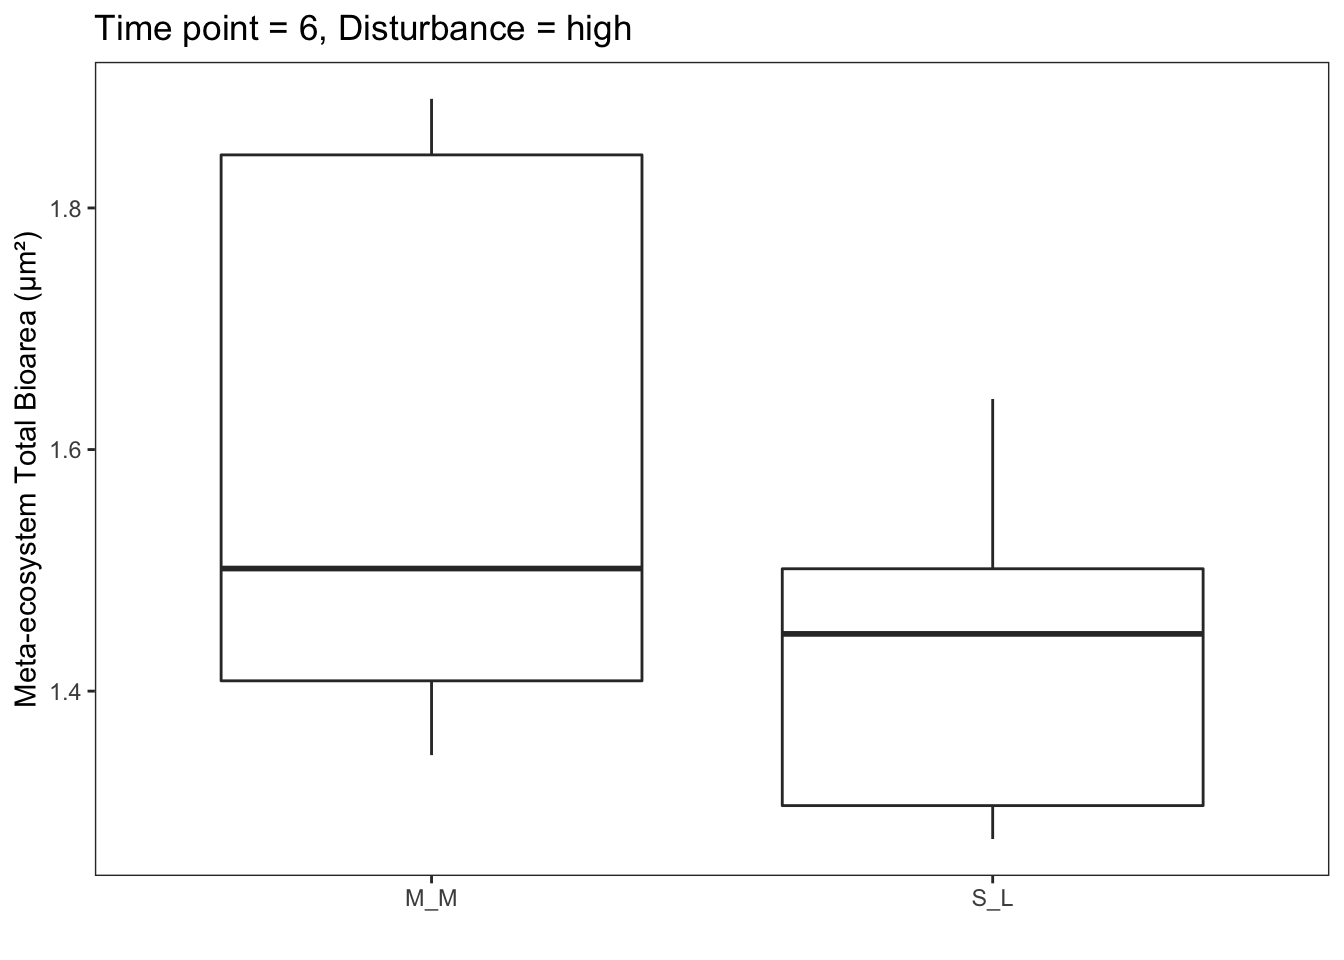 Time point = 6, Disturbance = high
Meta-ecosystem Total Bioarea (μm²)
1.8
1.6
1.4
M_M
S_L